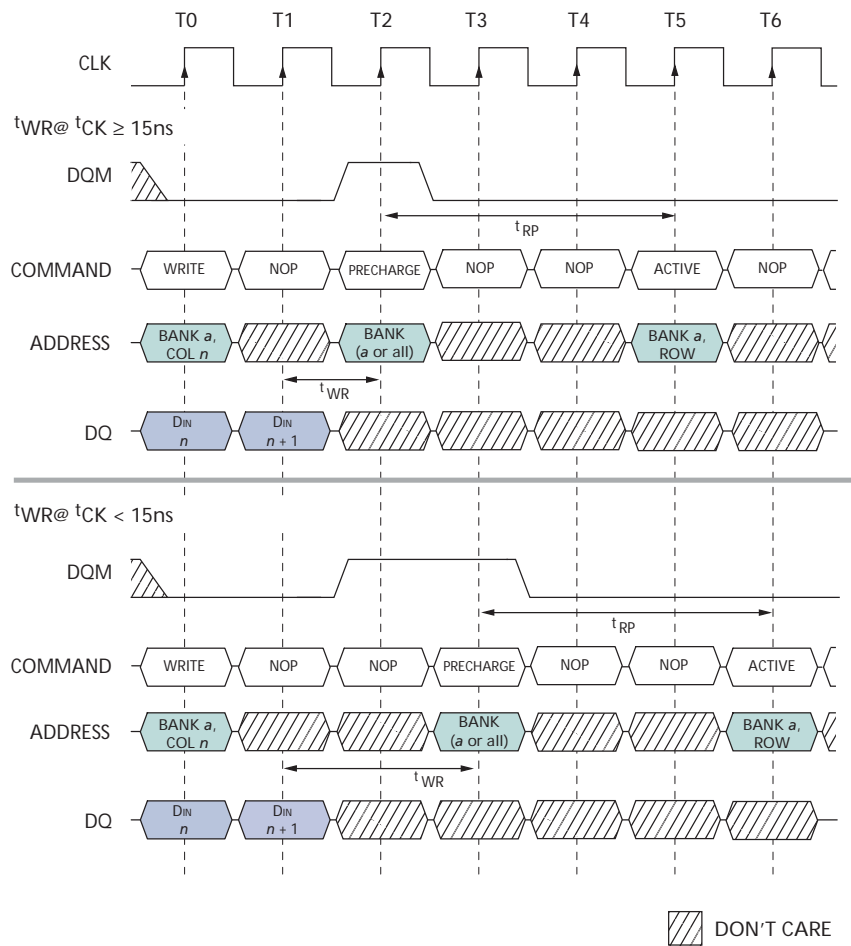 T0 T1 T2 T3 T4 T5 T6
CLK
tWR@ tCK ≥ 15ns
DQM
tRP
COMMAND WRITE NOP PRECHARGE NOP NOP ACTIVE NOP
ADDRESS BANK a, COL n BANK (a or all) BANK a, ROW
tWR
DQ DIN n DIN n + 1
tWR@ tCK < 15ns
DQM
tRP
COMMAND WRITE NOP NOP PRECHARGE NOP NOP ACTIVE
ADDRESS BANK a, COL n BANK (a or all) BANK a, ROW
tWR
DQ DIN n DIN n + 1
DON'T CARE